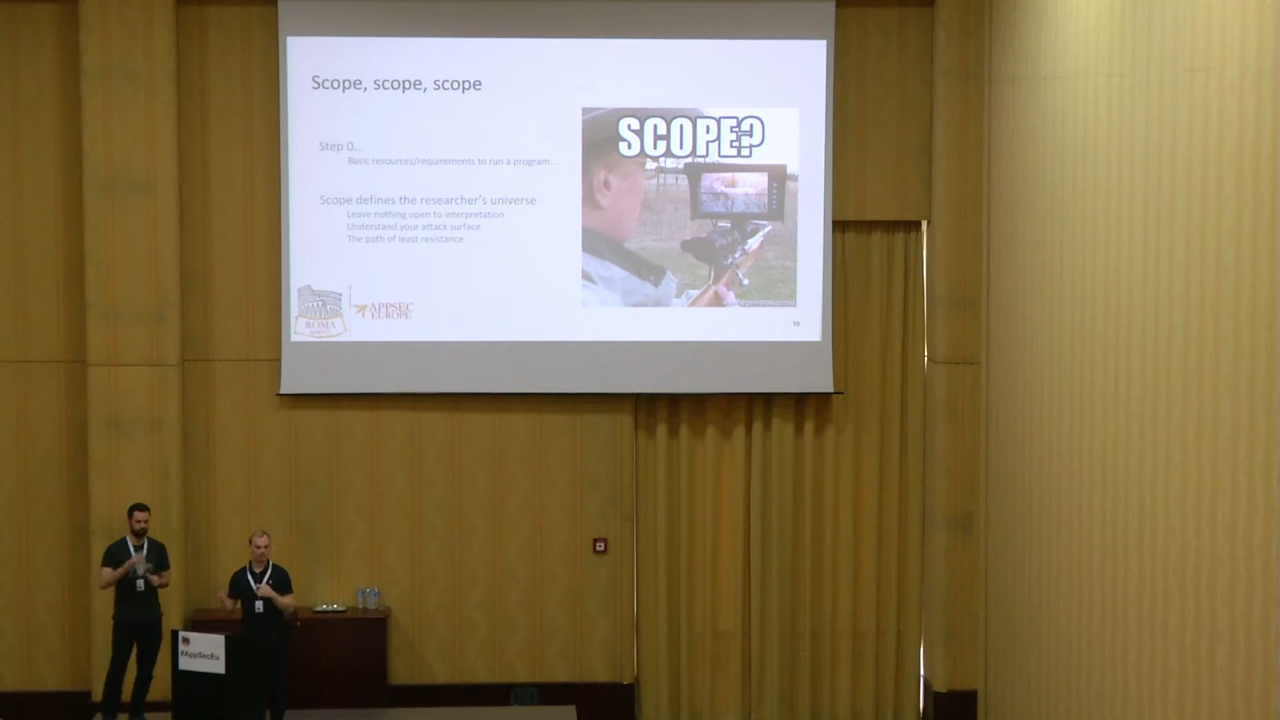 Scope, scope, scope
Step 0...
Basic resources/requirements to run a program...
Scope defines the researcher's universe
Leave nothing open to interpretation
Understand your attack surface
The path of least resistance
SCOPE?
ROMA
APPSEC
EUROPE
#AppSecEu